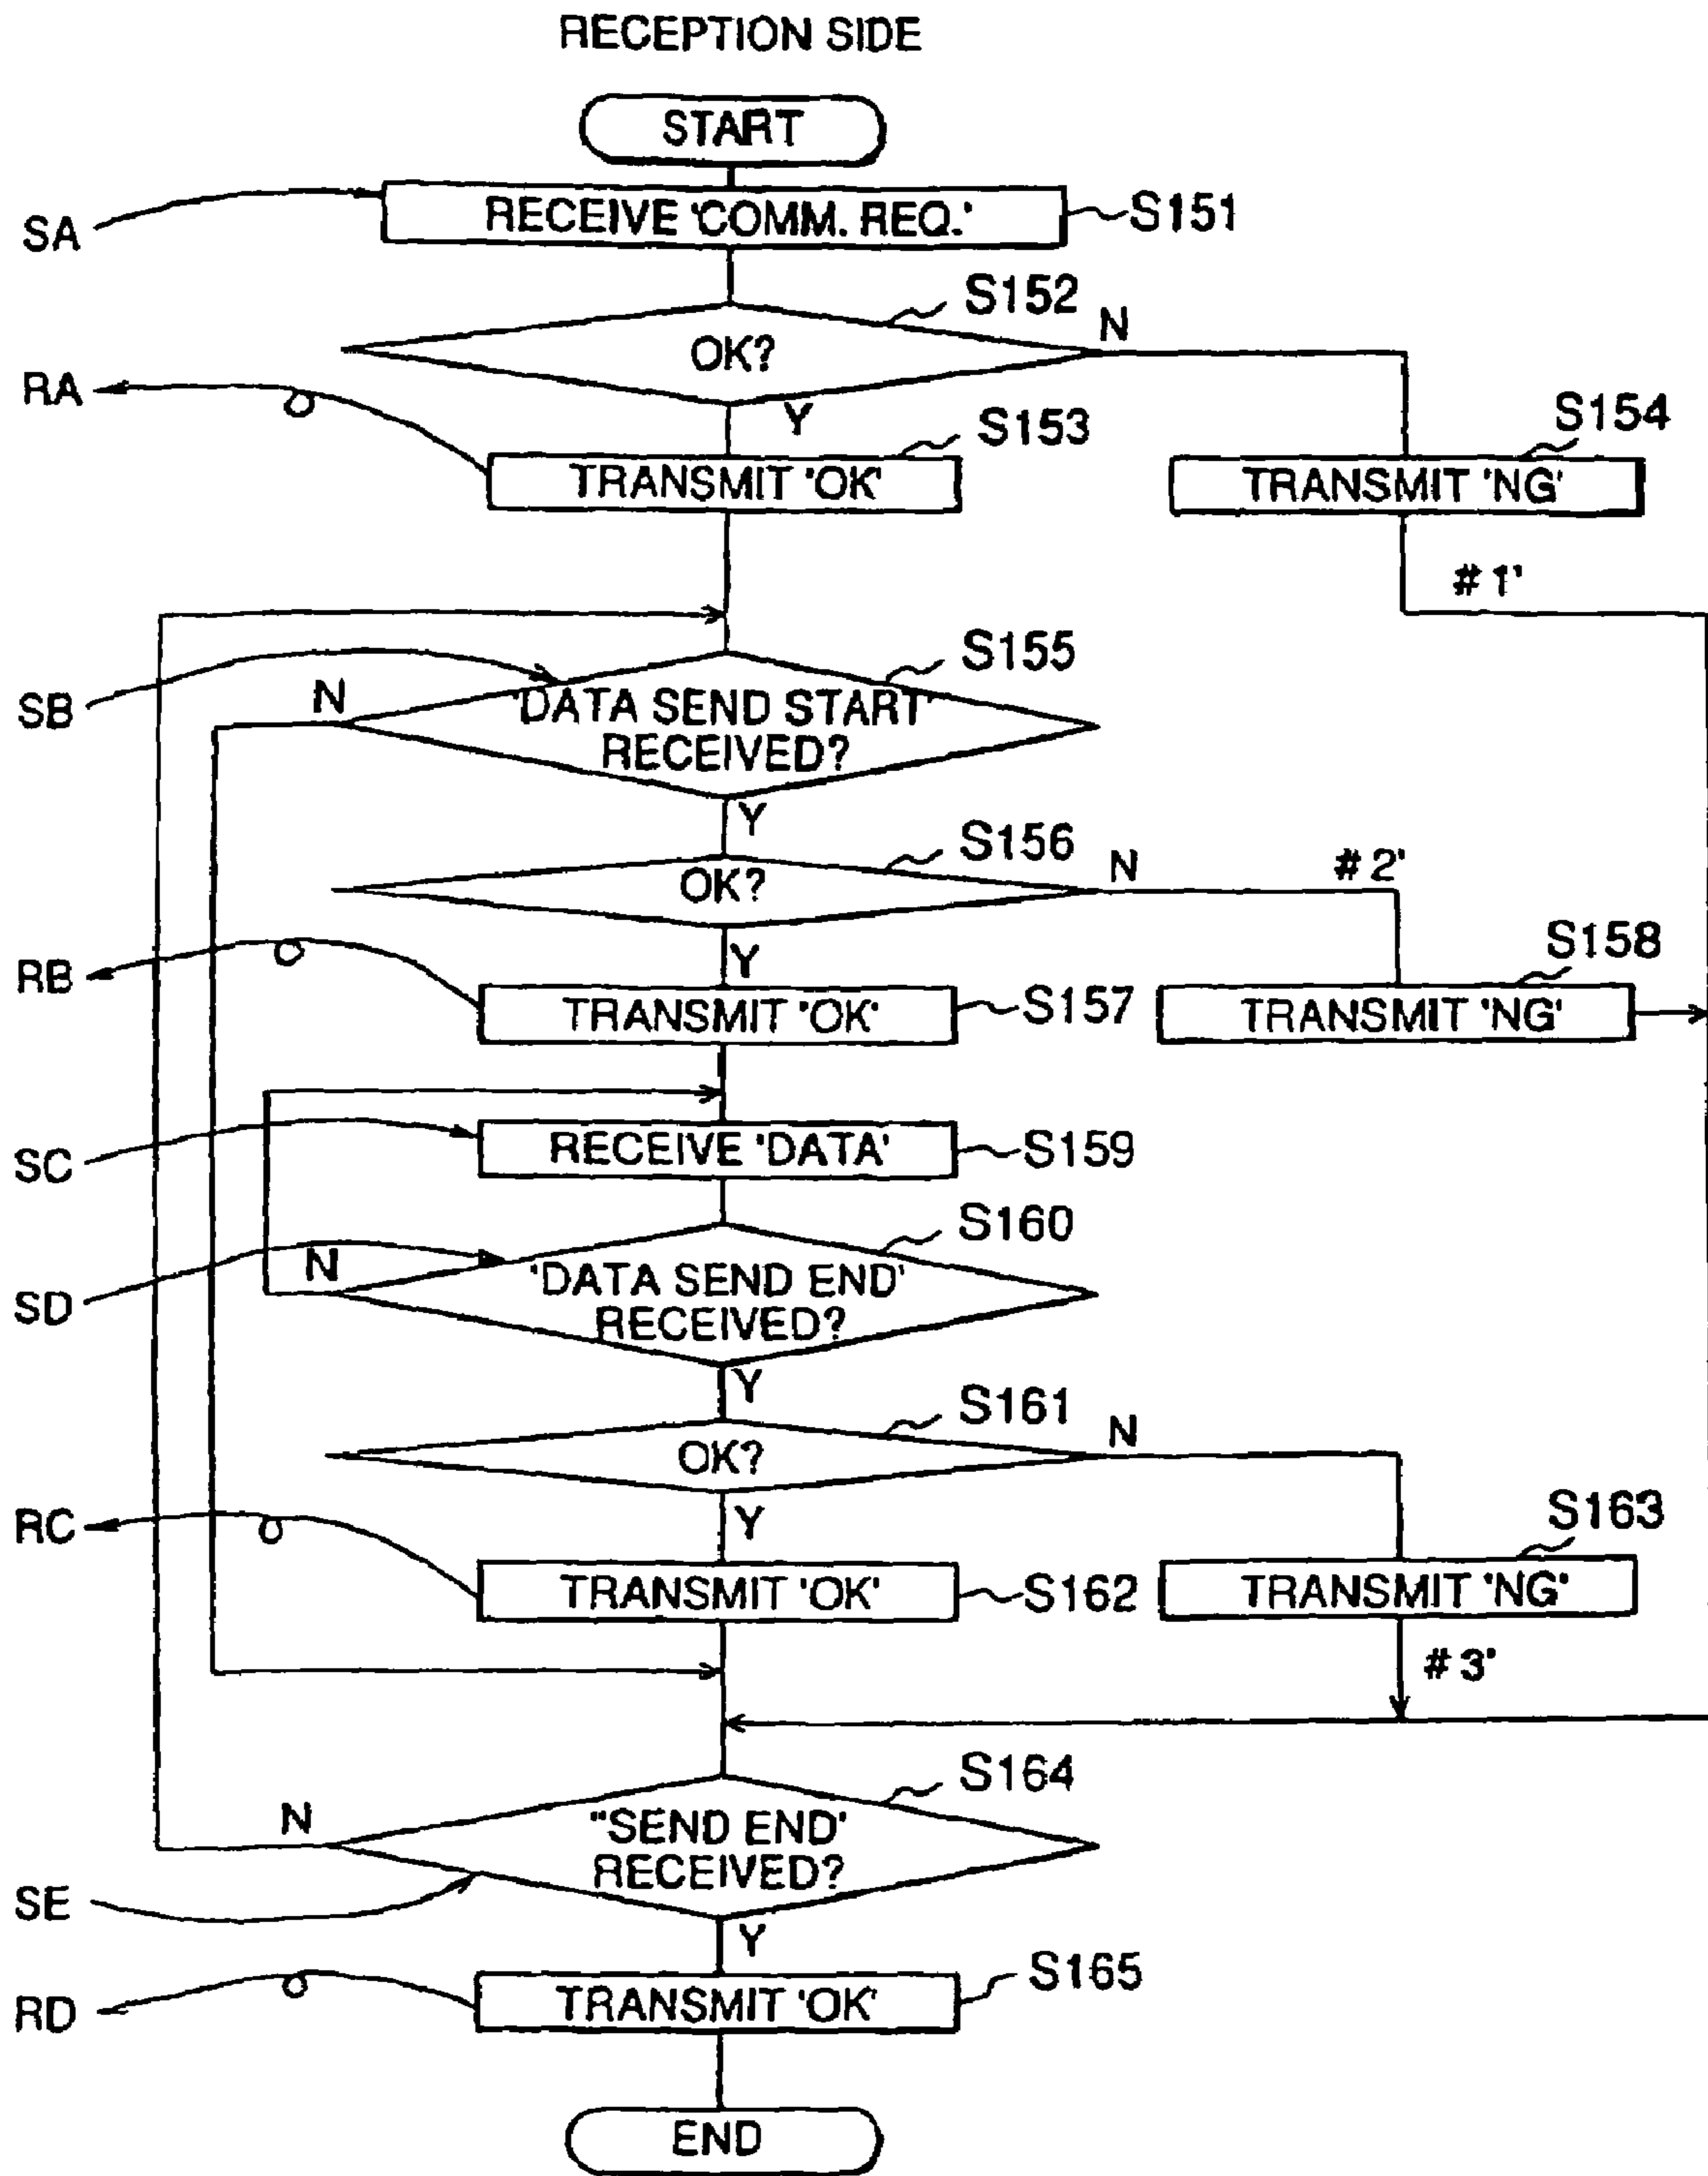 RECEPTION SIDE
START
SA
RECEIVE 'COMM. REQ.'
S151
S152
OK?
N
RA
Y
S153
S154
TRANSMIT 'OK'
TRANSMIT 'NG'
# 1'
S155
SB
N
'DATA SEND START'
RECEIVED?
Y
S156
OK?
N
# 2'
RB
Y
S158
TRANSMIT 'OK'
S157
TRANSMIT 'NG'
SC
RECEIVE 'DATA'
S159
S160
SD
N
'DATA SEND END'
RECEIVED?
Y
S161
OK?
N
RC
Y
S163
TRANSMIT 'OK'
S162
TRANSMIT 'NG'
# 3'
S164
N
"SEND END'
RECEIVED?
SE
Y
S165
RD
TRANSMIT 'OK'
END